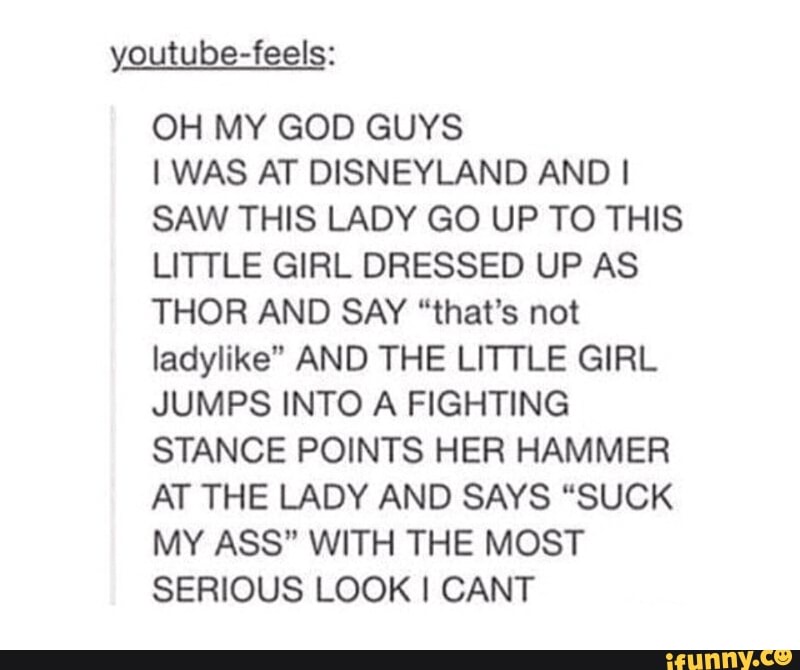 youtube-feels:
OH MY GOD GUYS
I WAS AT DISNEYLAND AND I
SAW THIS LADY GO UP TO THIS
LITTLE GIRL DRESSED UP AS
THOR AND SAY “that’s not
ladylike” AND THE LITTLE GIRL
JUMPS INTO A FIGHTING
STANCE POINTS HER HAMMER
AT THE LADY AND SAYS “SUCK
MY ASS” WITH THE MOST
SERIOUS LOOK I CANT
ifunny.co